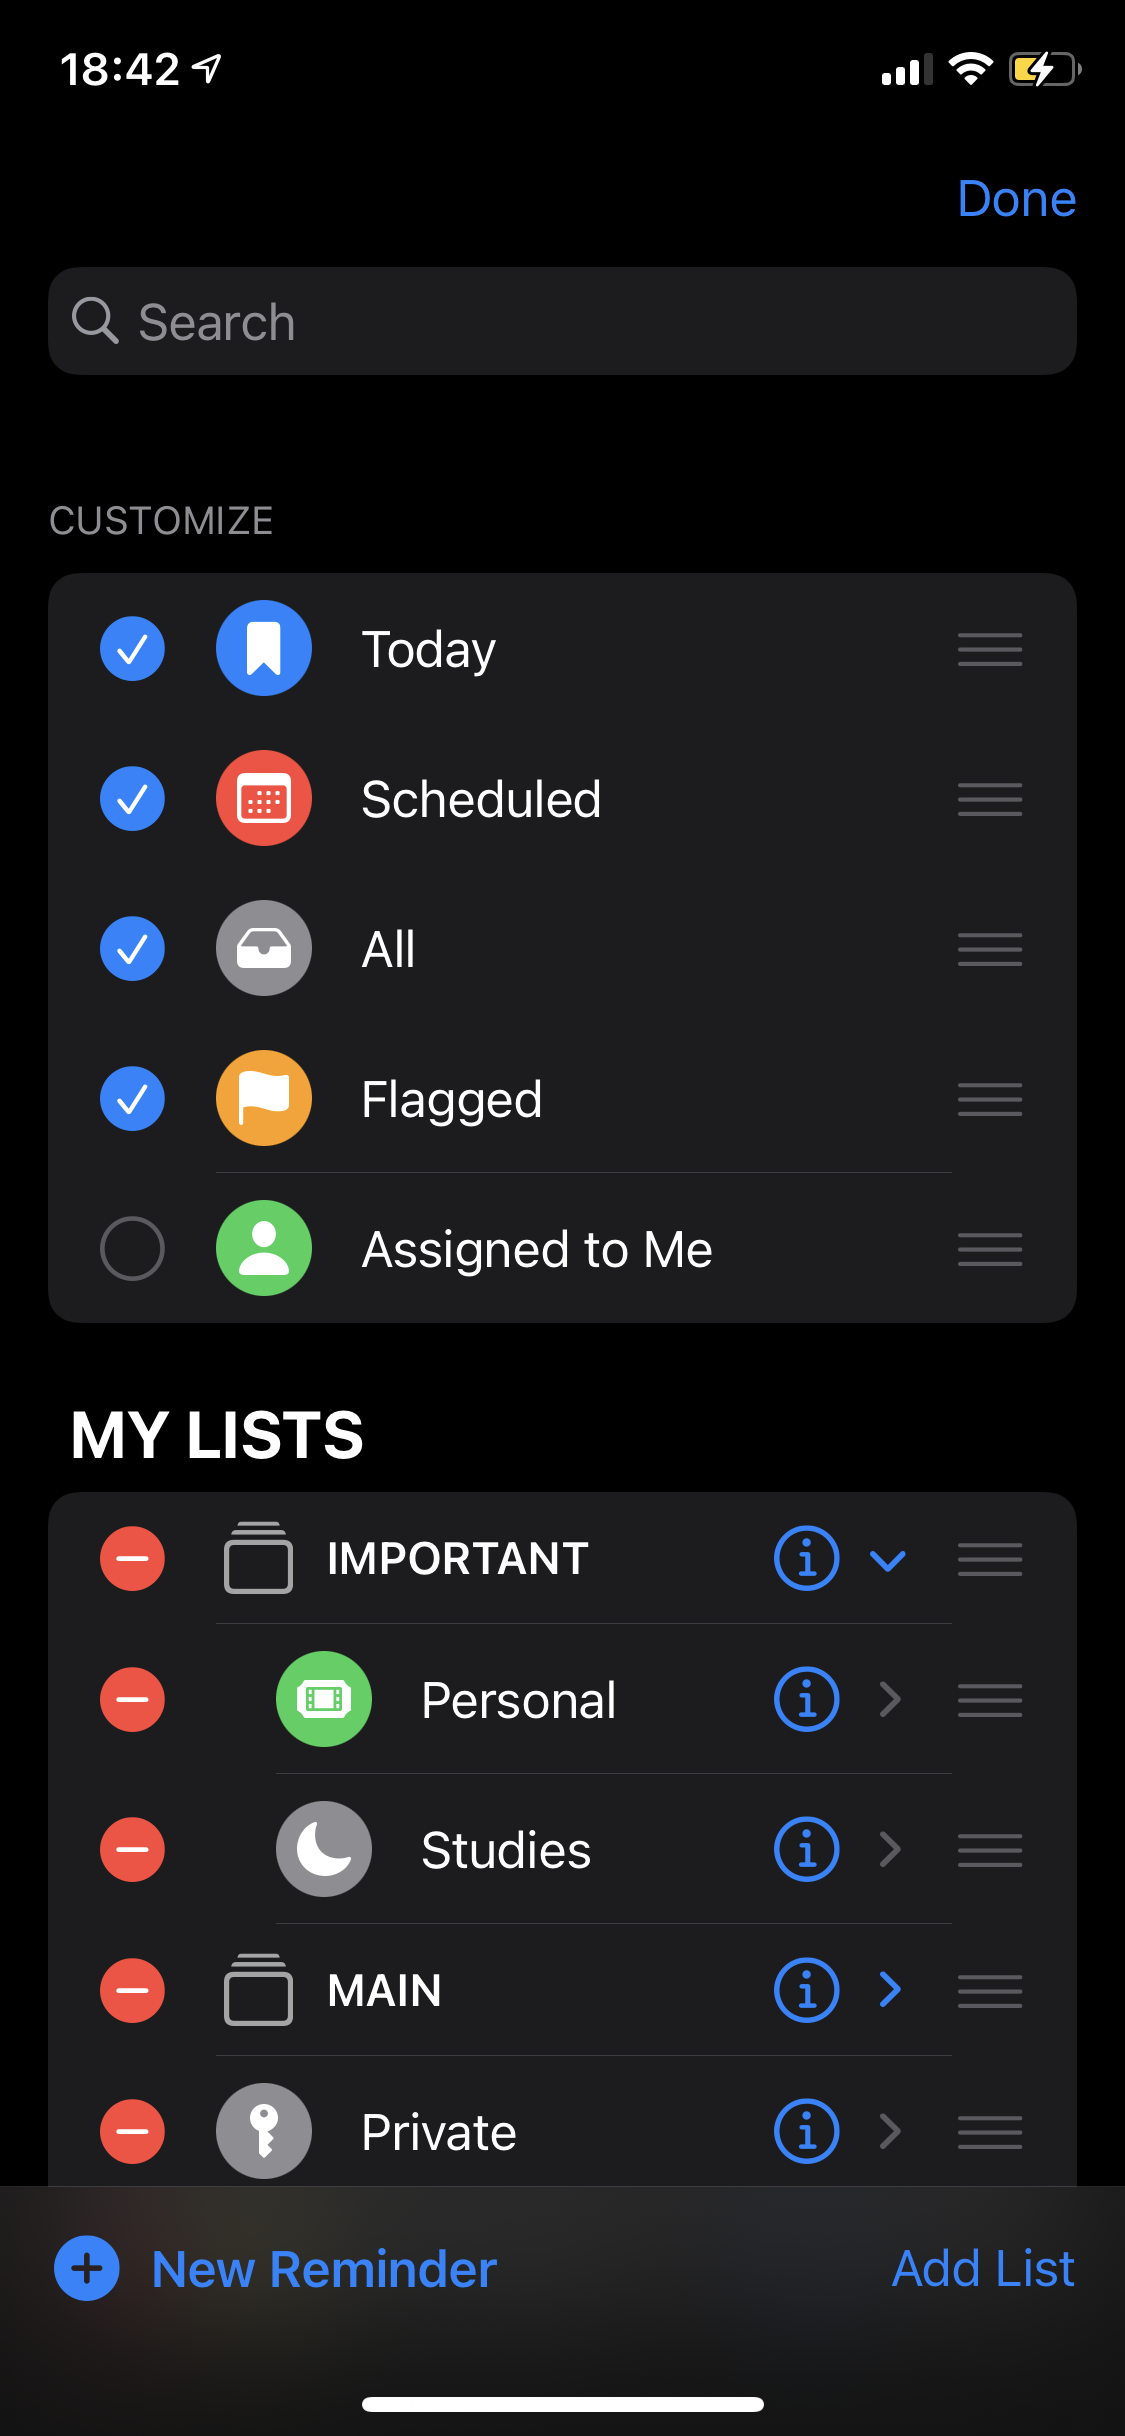 18:42
Done
Search
CUSTOMIZE
Today
Scheduled
All
Flagged
Assigned to Me
MY LISTS
IMPORTANT
Personal
Studies
MAIN
Private
New Reminder
Add List